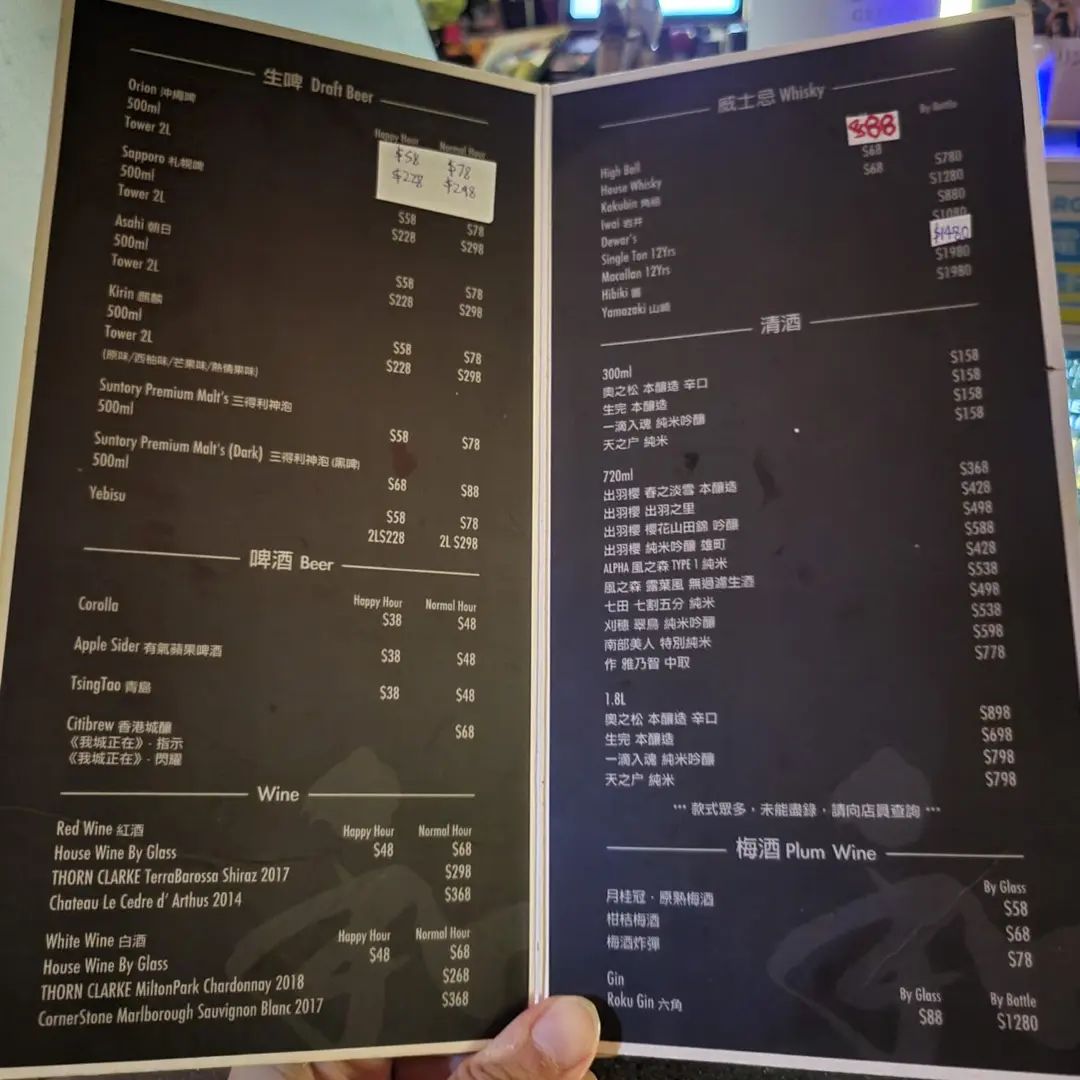 生啤 Draft Beer
Happy Hour Normal Hour
Orion 沖繩啤
500ml $58 $78
Tower 2L $228 $298
Sapporo 札幌啤
500ml $58 $78
Tower 2L $228 $298
Asahi 朝日
500ml $58 $78
Tower 2L $228 $298
Kirin 麒麟
500ml $58 $78
Tower 2L $228 $298
(原味/西柚味/芒果味/熱情果味)
Suntory Premium Malt's 三得利神泡
500ml $58 $78
Suntory Premium Malt's (Dark) 三得利神泡 (黑啤)
500ml $68 $88
Yebisu
$58 $78
2L$228 2L $298
啤酒 Beer
Happy Hour Normal Hour
Corolla $38 $48
Apple Sider 有氣蘋果啤酒 $38 $48
TsingTao 青島 $38 $48
Citibrew 香港城釀 $68
《我城正在》- 指示
《我城正在》- 閃耀
Wine
Red Wine 紅酒 Happy Hour Normal Hour
House Wine By Glass $48 $68
THORN CLARKE TerraBarossa Shiraz 2017 $298
Chateau Le Cedre d' Arthus 2014 $368
White Wine 白酒 Happy Hour Normal Hour
House Wine By Glass $48 $68
THORN CLARKE MiltonPark Chardonnay 2018 $268
CornerStone Marlborough Sauvignon Blanc 2017 $368
威士忌 Whisky
$88 By Bottle
High Ball $68
House Whisky $68
Kakubin 角瓶 $780
Iwai 岩井 $1280
Dewar's $880
Single Ton 12Yrs $1080
Macallan 12Yrs $1480
Hibiki 響 $1980
Yamazaki 山崎 $1980
清酒
300ml
奧之松 本釀造 辛口 $158
生完 本釀造 $158
一滴入魂 純米吟釀 $158
天之户 純米 $158
720ml
出羽櫻 春之淡雪 本釀造 $368
出羽櫻 出羽之里 $428
出羽櫻 櫻花山田錦 吟釀 $498
出羽櫻 純米吟釀 雄町 $588
ALPHA 風之森 TYPE 1 純米 $428
風之森 露葉風 無過濾生酒 $538
七田 七割五分 純米 $498
刈穗 翠鳥 純米吟釀 $538
南部美人 特別純米 $598
作 雅乃智 中取 $778
1.8L
奧之松 本釀造 辛口 $898
生完 本釀造 $698
一滴入魂 純米吟釀 $798
天之户 純米 $798
*** 款式眾多，未能盡錄，請向店員查詢 ***
梅酒 Plum Wine
By Glass
月桂冠 · 原熟梅酒 $58
柑桔梅酒 $68
梅酒炸彈 $78
Gin By Glass By Bottle
Roku Gin 六角 $88 $1280